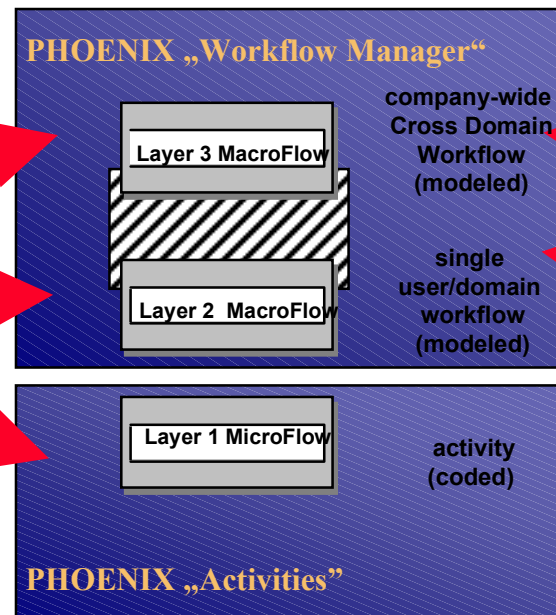 PHOENIX „Workflow Manager“
company-wide
Cross Domain
Workflow
(modeled)
Layer 3 MacroFlow
single
user/domain
workflow
(modeled)
Layer 2 MacroFlow
Layer 1 MicroFlow
activity
(coded)
PHOENIX „Activities”